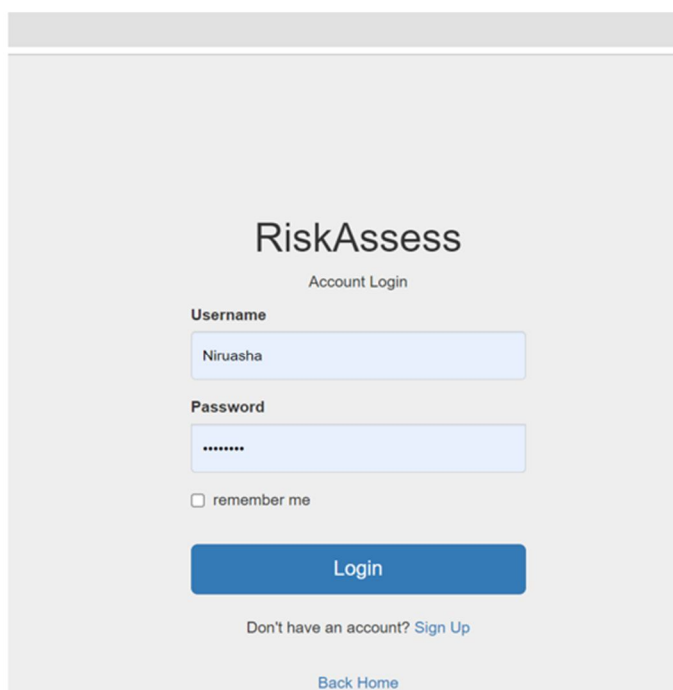 RiskAssess
Account Login
Username
Niruasha
Password
••••••••
remember me
Login
Don't have an account? Sign Up
Back Home